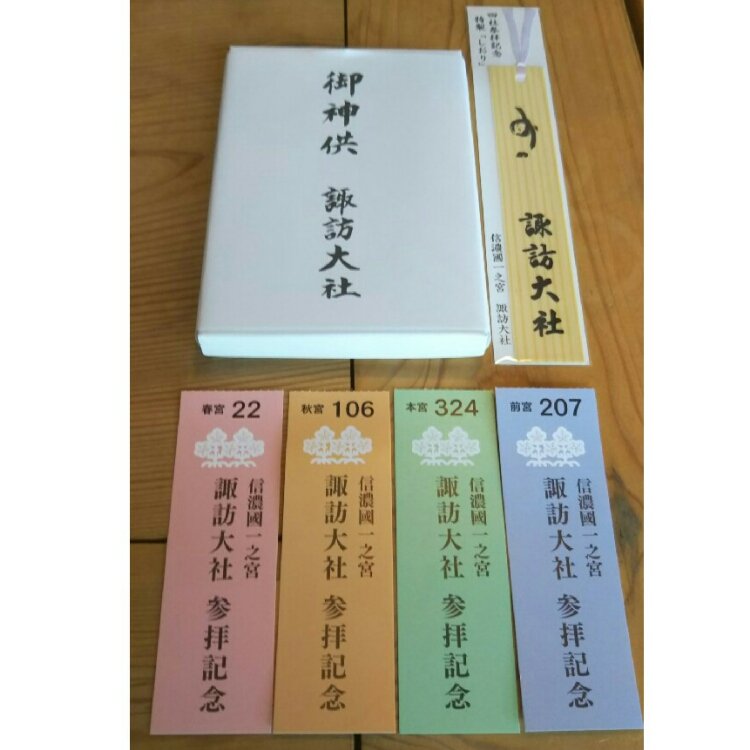 御神供 諏訪大社
四社参拝記念
特製「しおり」
諏訪大社
信濃國一之宮 諏訪大社
春宮 22
信濃國一之宮
諏訪大社 参拝記念
秋宮 106
信濃國一之宮
諏訪大社 参拝記念
本宮 324
信濃國一之宮
諏訪大社 参拝記念
前宮 207
信濃國一之宮
諏訪大社 参拝記念